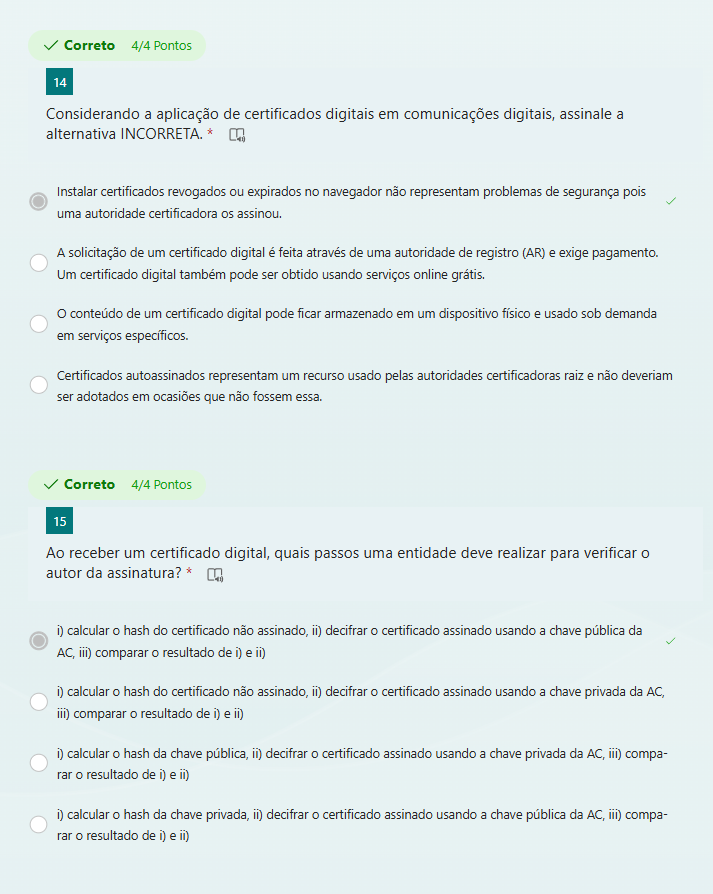 Correto 4/4 Pontos
14
Considerando a aplicação de certificados digitais em comunicações digitais, assinale a
alternativa INCORRETA. *
Instalar certificados revogados ou expirados no navegador não representam problemas de segurança pois
uma autoridade certificadora os assinou.
A solicitação de um certificado digital é feita através de uma autoridade de registro (AR) e exige pagamento.
Um certificado digital também pode ser obtido usando serviços online grátis.
O conteúdo de um certificado digital pode ficar armazenado em um dispositivo físico e usado sob demanda
em serviços específicos.
Certificados autoassinados representam um recurso usado pelas autoridades certificadoras raiz e não deveriam
ser adotados em ocasiões que não fossem essa.
Correto 4/4 Pontos
15
Ao receber um certificado digital, quais passos uma entidade deve realizar para verificar o
autor da assinatura? *
i) calcular o hash do certificado não assinado, ii) decifrar o certificado assinado usando a chave pública da
AC, iii) comparar o resultado de i) e ii)
i) calcular o hash do certificado não assinado, ii) decifrar o certificado assinado usando a chave privada da AC,
iii) comparar o resultado de i) e ii)
i) calcular o hash da chave pública, ii) decifrar o certificado assinado usando a chave privada da AC, iii) compa-
rar o resultado de i) e ii)
i) calcular o hash da chave privada, ii) decifrar o certificado assinado usando a chave pública da AC, iii) compa-
rar o resultado de i) e ii)